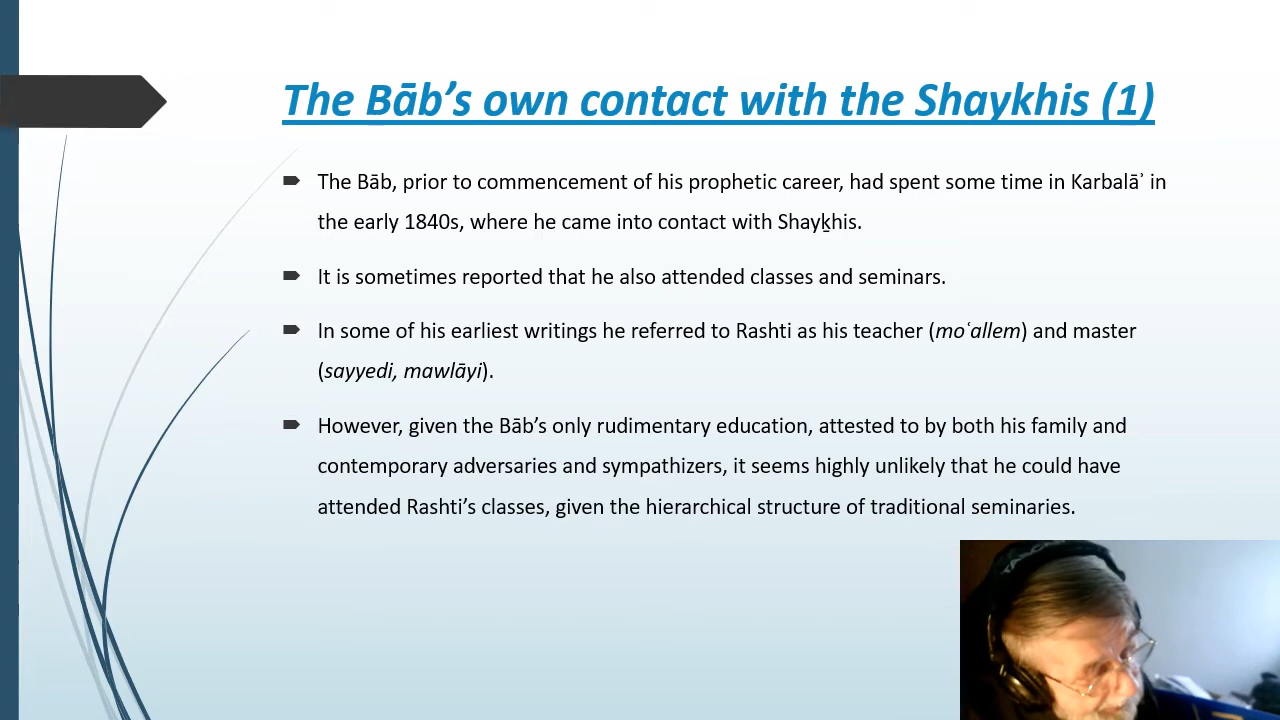 The Bāb’s own contact with the Shaykhis (1)
The Bāb, prior to commencement of his prophetic career, had spent some time in Karbalāʾ in
the early 1840s, where he came into contact with Shayḵhis.
It is sometimes reported that he also attended classes and seminars.
In some of his earliest writings he referred to Rashti as his teacher (moʿallem) and master
(sayyedi, mawlāyi).
However, given the Bāb’s only rudimentary education, attested to by both his family and
contemporary adversaries and sympathizers, it seems highly unlikely that he could have
attended Rashti’s classes, given the hierarchical structure of traditional seminaries.